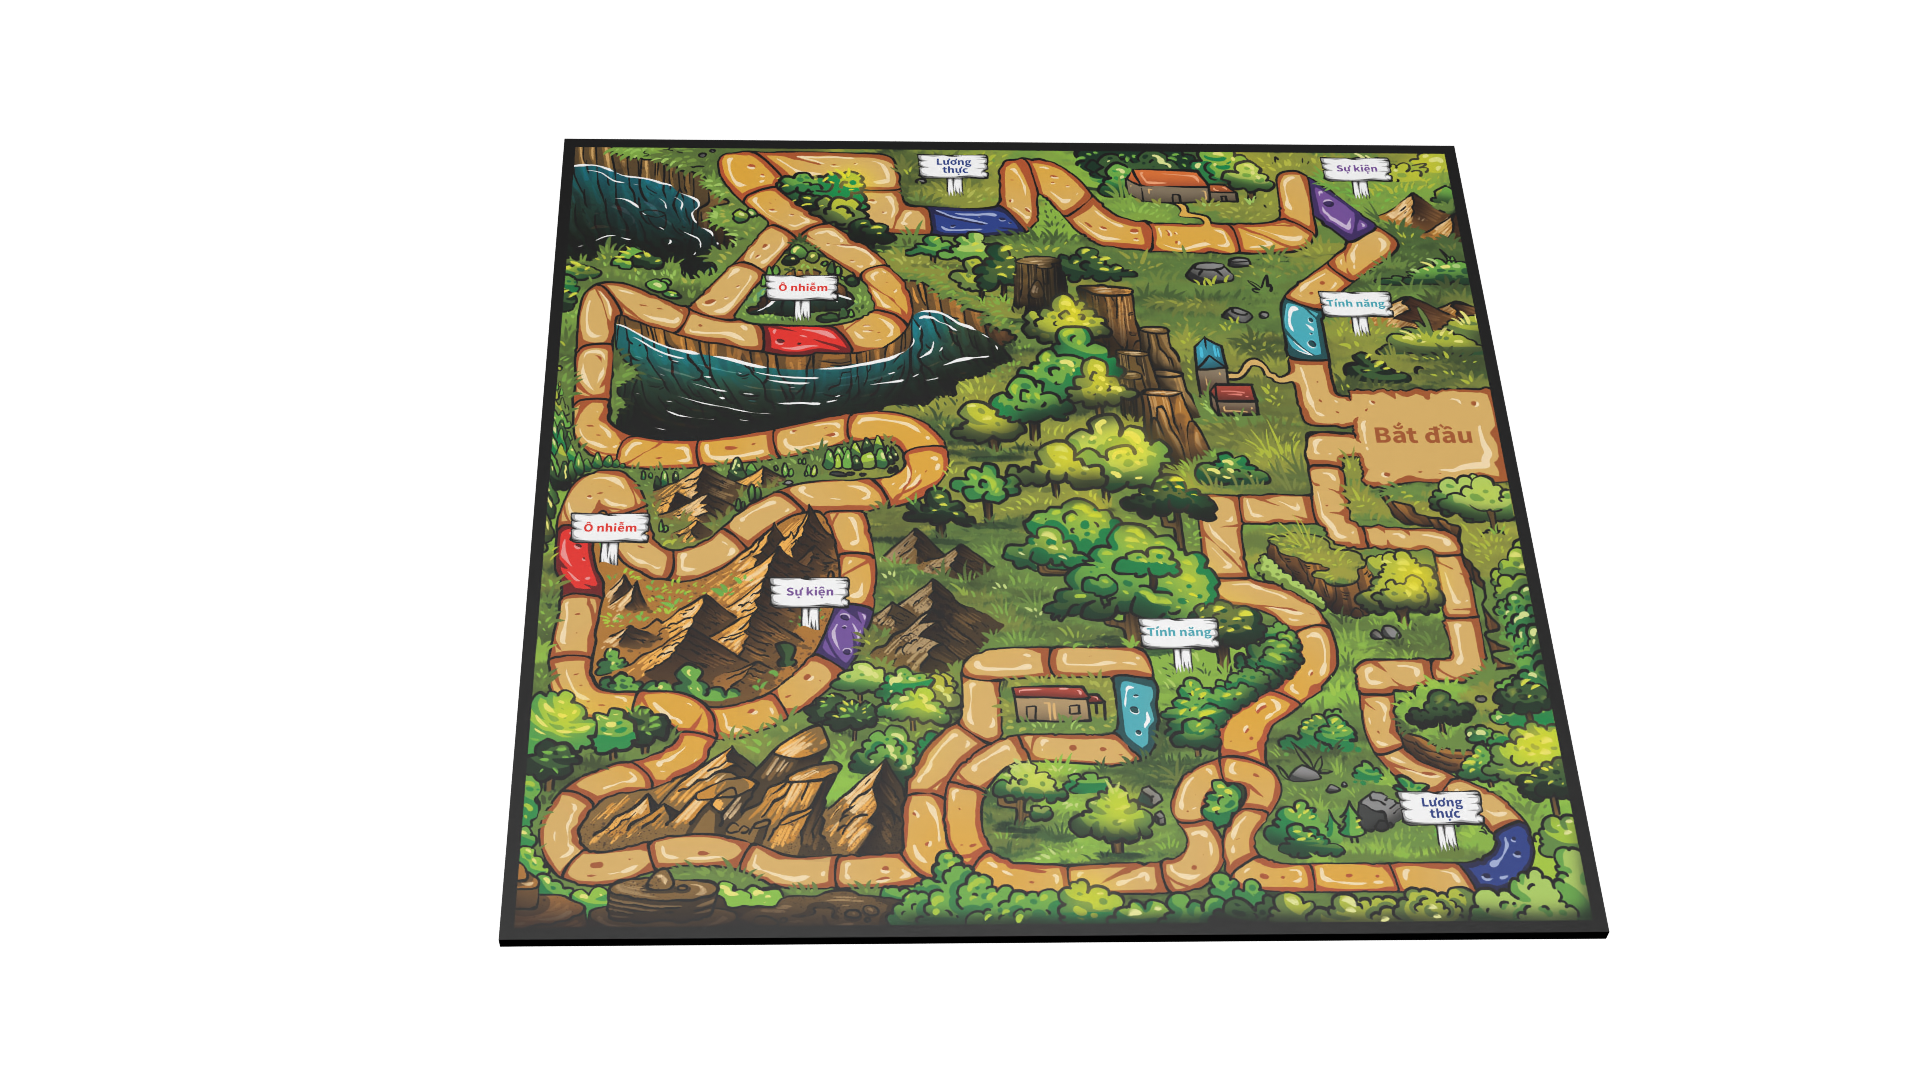 Lương
thực
Sự kiện
Ô nhiễm
Tính năng
Bắt đầu
Ô nhiễm
Sự kiện
Tính năng
Lương
thực